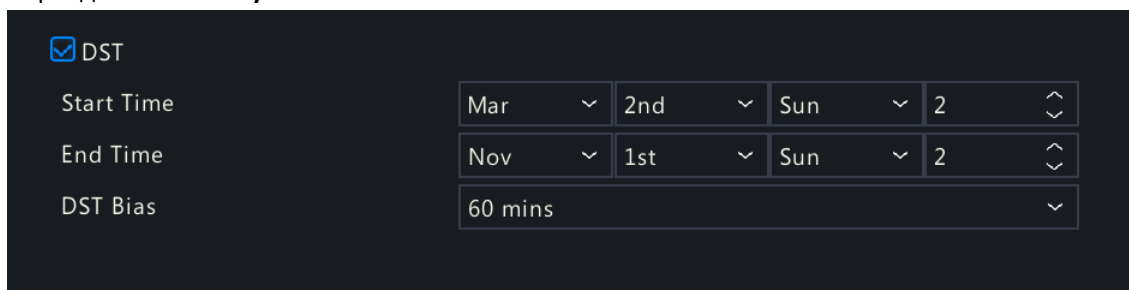 DST
Start Time Mar 2nd Sun 2
End Time Nov 1st Sun 2
DST Bias 60 mins